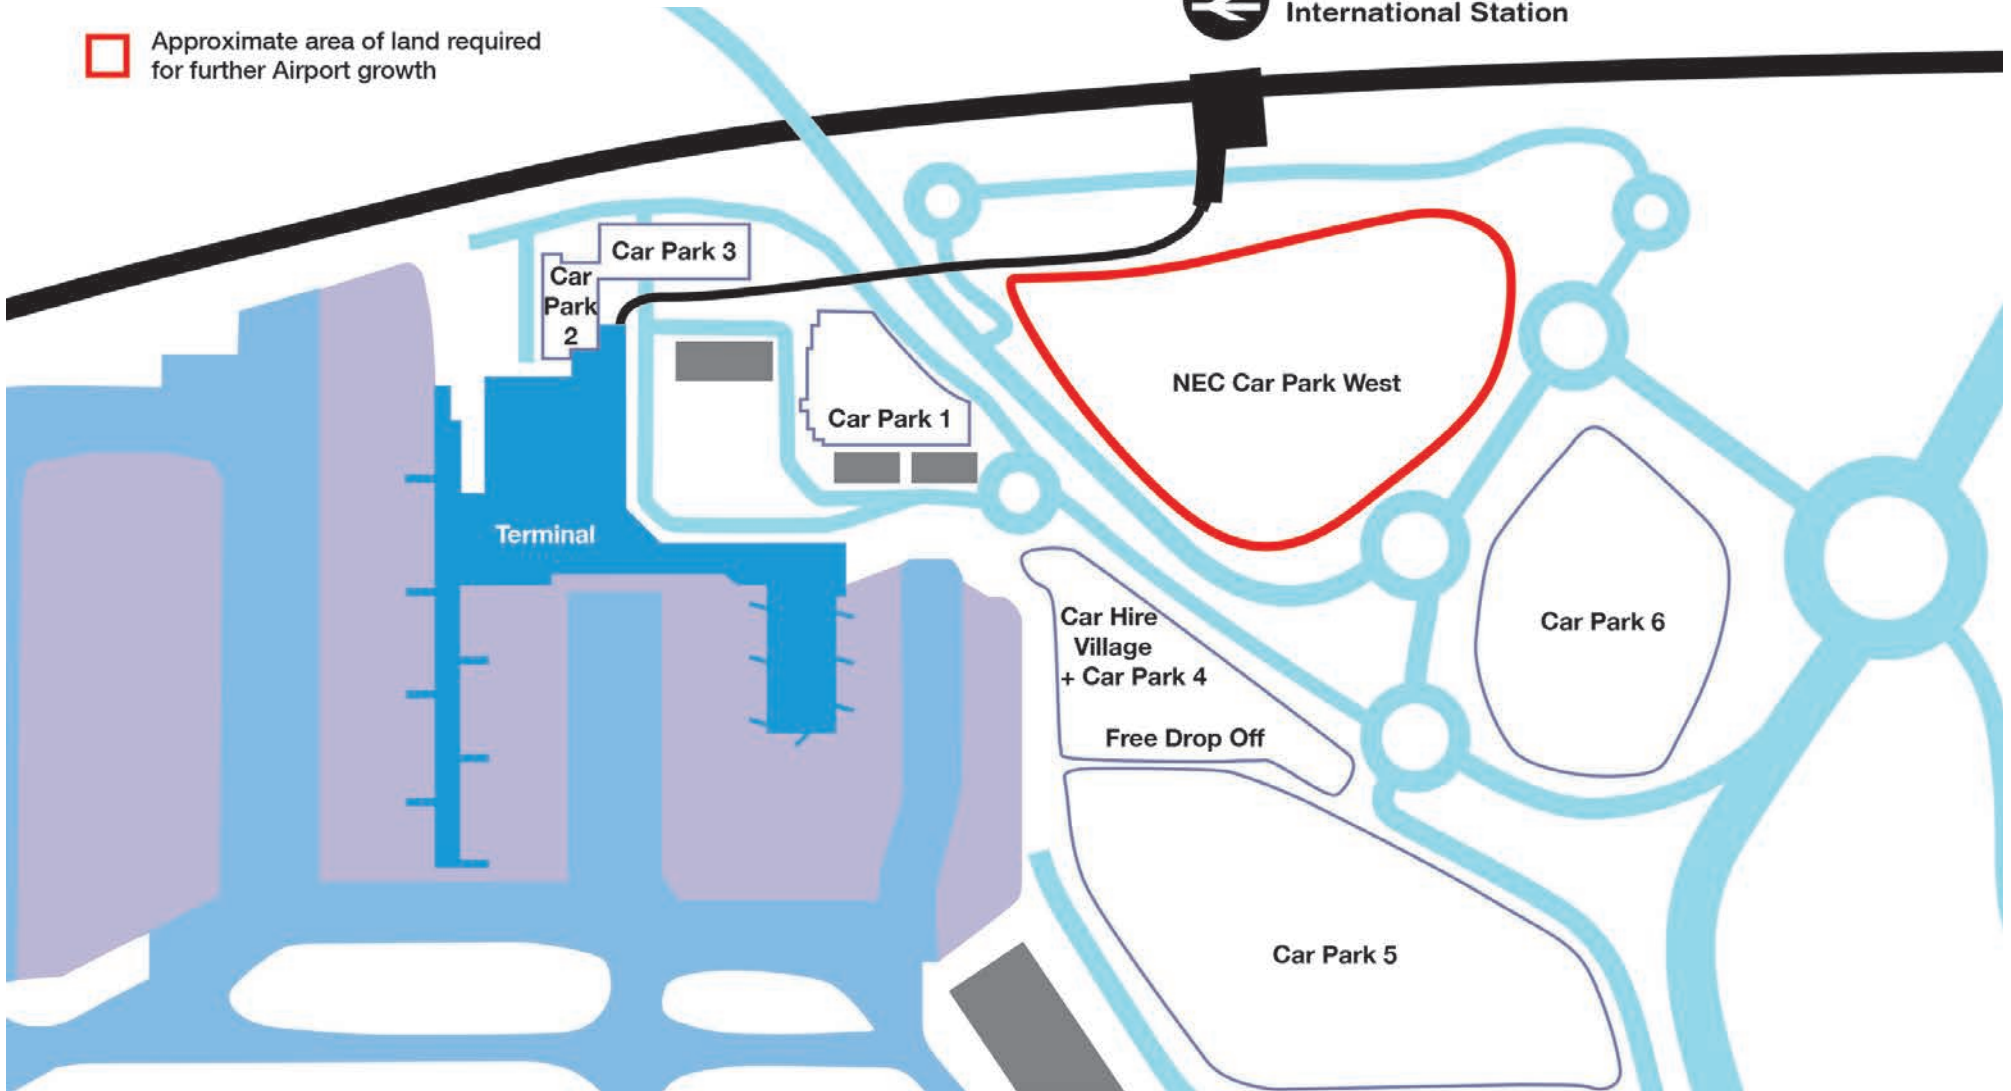 International Station
Approximate area of land required
for further Airport growth
Car Park 3
Car
Park
2
NEC Car Park West
Car Park 1
Terminal
Car Hire
Village
+ Car Park 4
Car Park 6
Free Drop Off
Car Park 5